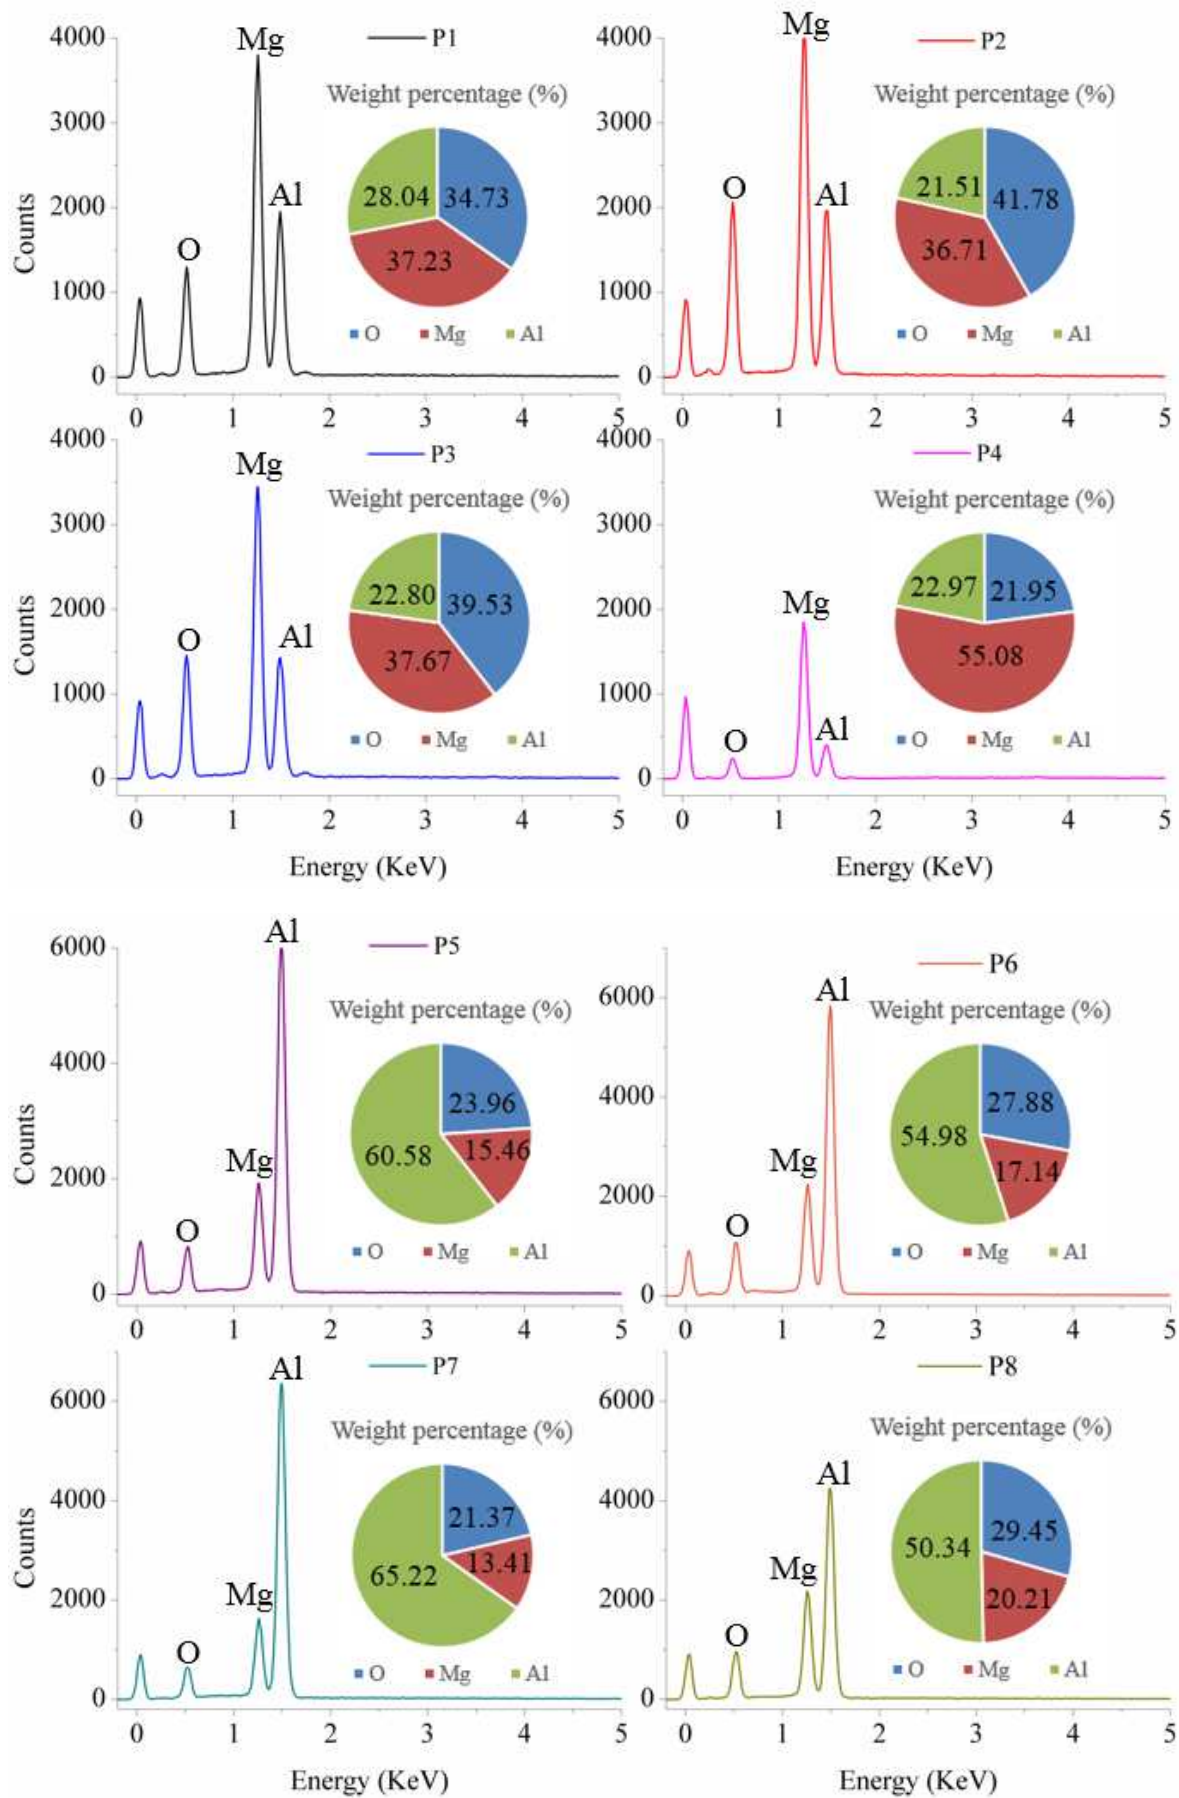 P1
Mg
Weight percentage (%)
4000
3000
2000
1000
0
Counts
O
Al
28.04
34.73
37.23
O Mg Al
0 1 2 3 4 5
P2
Mg
Weight percentage (%)
4000
3000
2000
1000
0
O
Al
21.51
41.78
36.71
O Mg Al
0 1 2 3 4 5
P3
Mg
Weight percentage (%)
4000
3000
2000
1000
0
Counts
O
Al
22.80
39.53
37.67
O Mg Al
0 1 2 3 4 5
Energy (KeV)
P4
Weight percentage (%)
4000
3000
2000
1000
0
Mg
O
Al
22.97
21.95
55.08
O Mg Al
0 1 2 3 4 5
Energy (KeV)
P5
Al
Weight percentage (%)
6000
4000
2000
0
Counts
Mg
O
23.96
15.46
60.58
O Mg Al
0 1 2 3 4 5
P6
Al
Weight percentage (%)
6000
4000
2000
0
Mg
O
27.88
54.98
17.14
O Mg Al
0 1 2 3 4 5
P7
Al
Weight percentage (%)
6000
4000
2000
0
Counts
Mg
O
21.37
13.41
65.22
O Mg Al
0 1 2 3 4 5
Energy (KeV)
P8
Weight percentage (%)
6000
4000
2000
0
Al
Mg
O
29.45
50.34
20.21
O Mg Al
0 1 2 3 4 5
Energy (KeV)